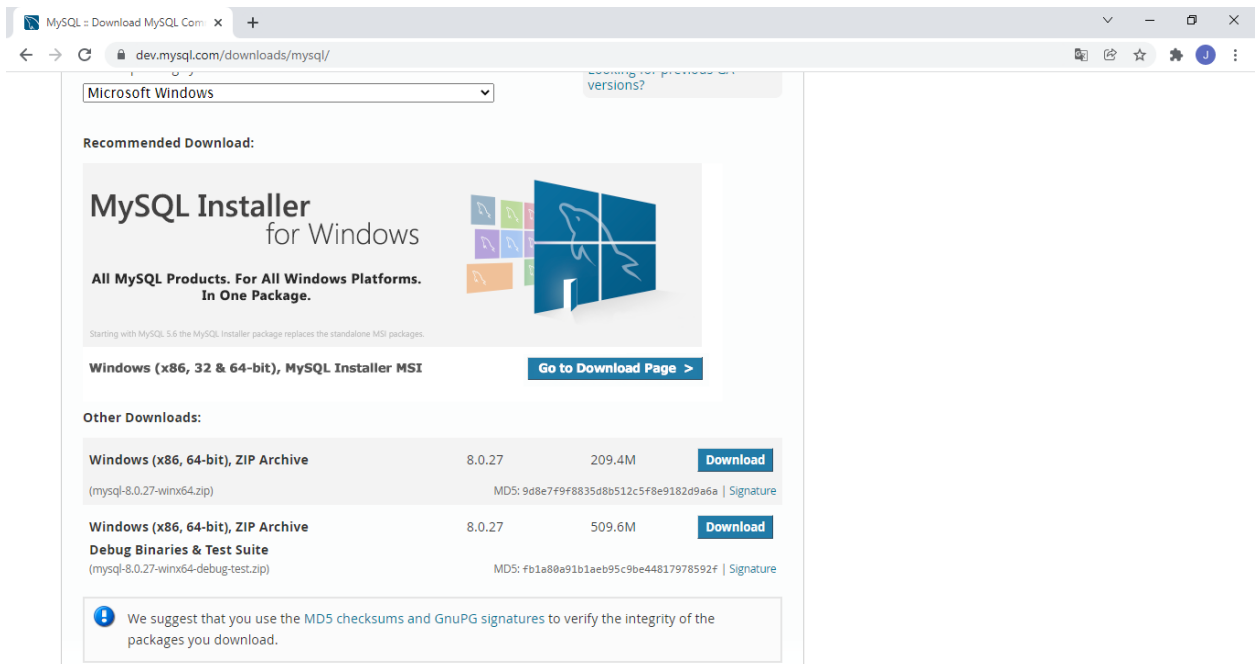 MySQL :: Download MySQL Com
dev.mysql.com/downloads/mysql/
J
versions?
Microsoft Windows
Recommended Download:
MySQL Installer
for Windows
All MySQL Products. For All Windows Platforms.
In One Package.
Starting with MySQL 5.6 the MySQL Installer package replaces the standalone MSI packages.
Windows (x86, 32 & 64-bit), MySQL Installer MSI
Go to Download Page >
Other Downloads:
Windows (x86, 64-bit), ZIP Archive 8.0.27 209.4M Download
(mysql-8.0.27-winx64.zip) MD5: 9d8e7f9f8835d8b512c5f8e9182d9a6a | Signature
Windows (x86, 64-bit), ZIP Archive 8.0.27 509.6M Download
Debug Binaries & Test Suite
(mysql-8.0.27-winx64-debug-test.zip) MD5: fb1a80a91b1aeb95c9be44817978592f | Signature
We suggest that you use the MD5 checksums and GnuPG signatures to verify the integrity of the
packages you download.